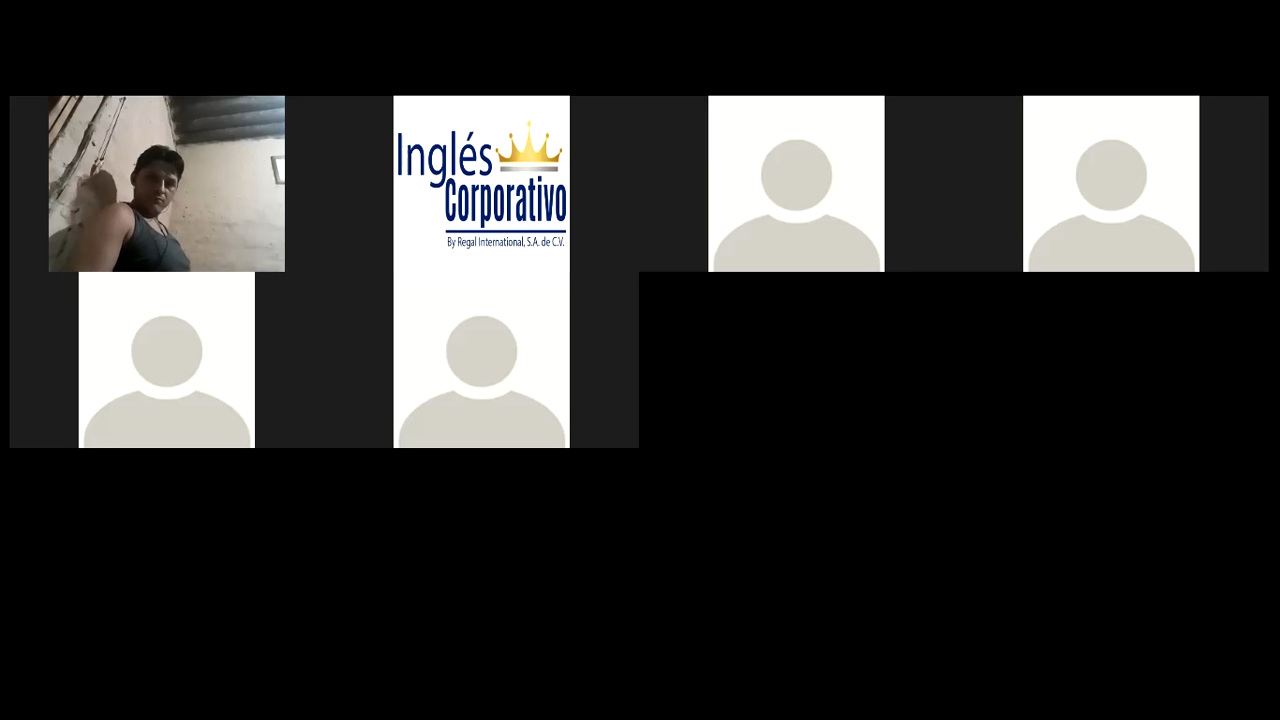 Inglés
Corporativo
By Regal International, S.A. de C.V.